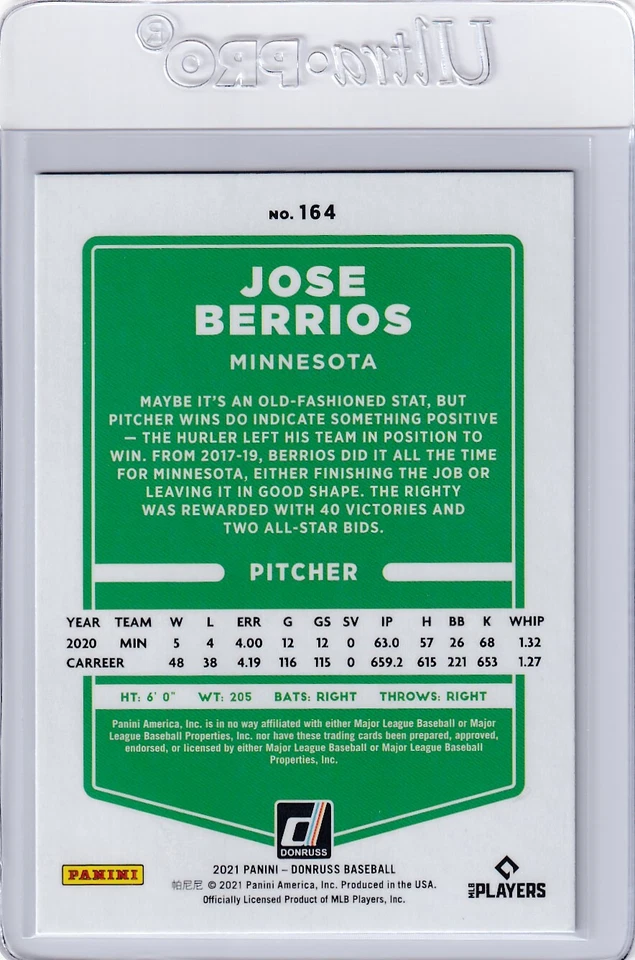 Ultra•PRO®
NO. 164
JOSE
BERRIOS
MINNESOTA
MAYBE IT'S AN OLD-FASHIONED STAT, BUT
PITCHER WINS DO INDICATE SOMETHING POSITIVE
— THE HURLER LEFT HIS TEAM IN POSITION TO
WIN. FROM 2017-19, BERRIOS DID IT ALL THE TIME
FOR MINNESOTA, EITHER FINISHING THE JOB OR
LEAVING IT IN GOOD SHAPE. THE RIGHTY
WAS REWARDED WITH 40 VICTORIES AND
TWO ALL-STAR BIDS.
PITCHER
YEAR TEAM W L ERR G GS SV IP H BB K WHIP
2020 MIN 5 4 4.00 12 12 0 63.0 57 26 68 1.32
CARREER 48 38 4.19 116 115 0 659.2 615 221 653 1.27
HT: 6' 0" WT: 205 BATS: RIGHT THROWS: RIGHT
Panini America, Inc. is in no way affiliated with either Major League Baseball or Major
League Baseball Properties, Inc. nor have these trading cards been prepared, approved,
endorsed, or licensed by either Major League Baseball or Major League Baseball
Properties, Inc.
d
DONRUSS
2021 PANINI – DONRUSS BASEBALL
帕尼尼 © 2021 Panini America, Inc. Produced in the USA.
Officially Licensed Product of MLB Players, Inc.
PANINI
MLB PLAYERS